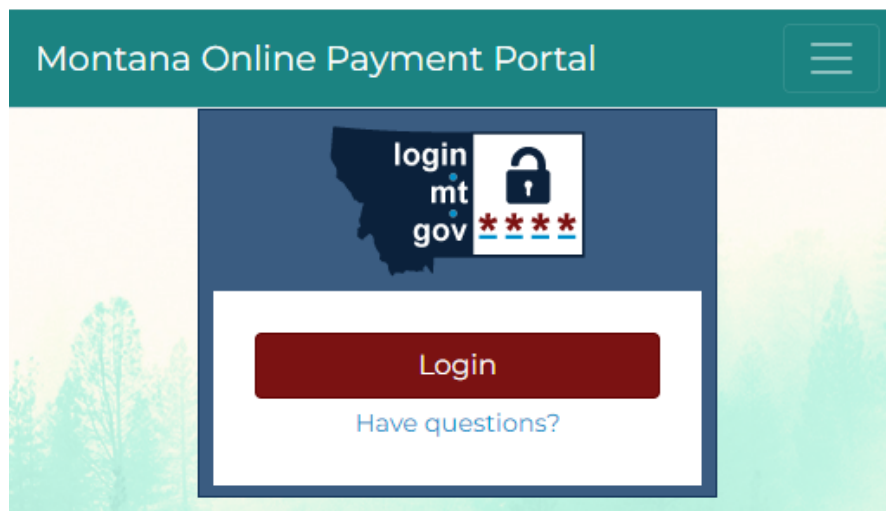 Montana Online Payment Portal
login
mt
gov ****
Login
Have questions?